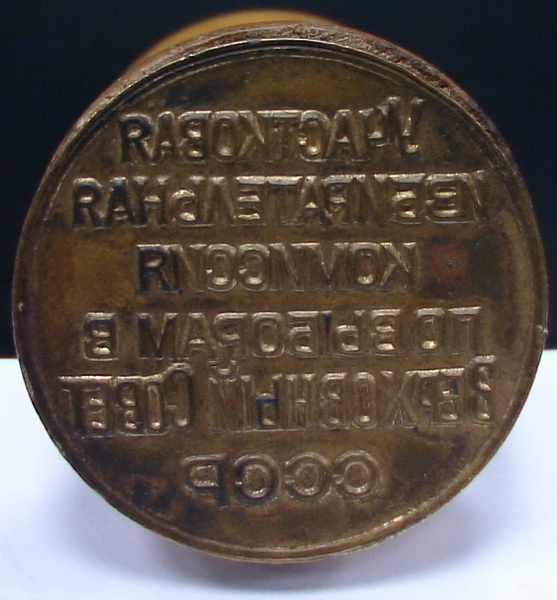 УЧАСТКОВАЯ
ИЗБИРАТЕЛЬНАЯ
КОМИССИЯ
ПО ВЫБОРАМ В
ВЕРХОВНЫЙ СОВЕТ
СССР